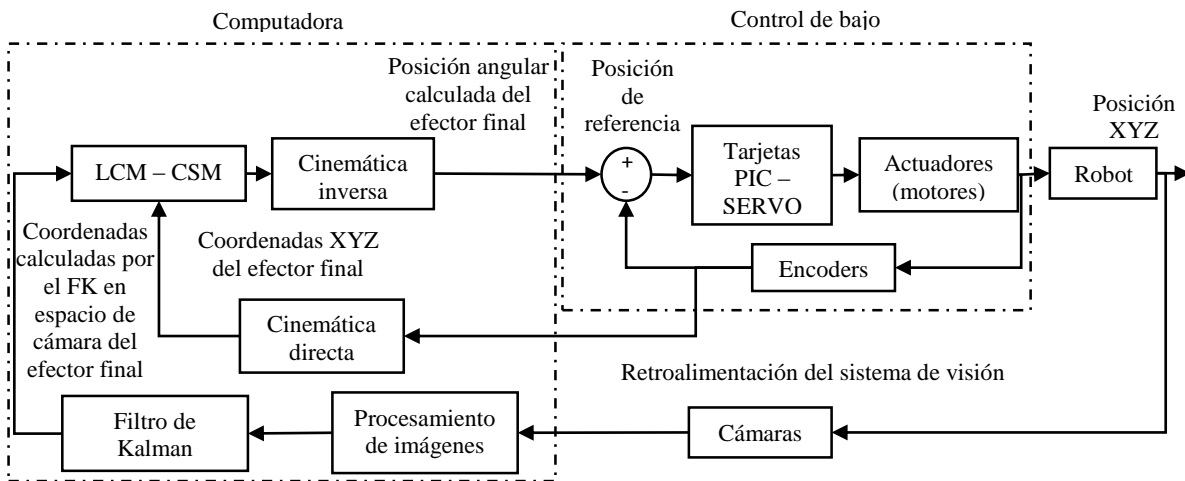 Computadora
Control de bajo
Posición angular
calculada del
efector final
Posición
de
referencia
Posición
XYZ
LCM – CSM
Cinemática
inversa
+
-
Tarjetas
PIC –
SERVO
Actuadores
(motores)
Robot
Coordenadas
calculadas por
el FK en
espacio de
cámara del
efector final
Coordenadas XYZ
del efector final
Encoders
Cinemática
directa
Retroalimentación del sistema de visión
Filtro de
Kalman
Procesamiento
de imágenes
Cámaras